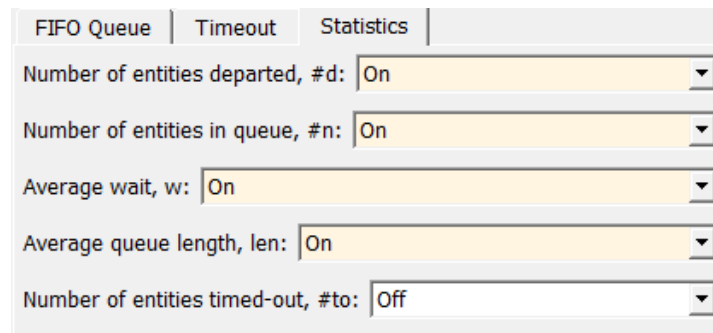 FIFO Queue Timeout Statistics
Number of entities departed, #d: On
Number of entities in queue, #n: On
Average wait, w: On
Average queue length, len: On
Number of entities timed-out, #to: Off